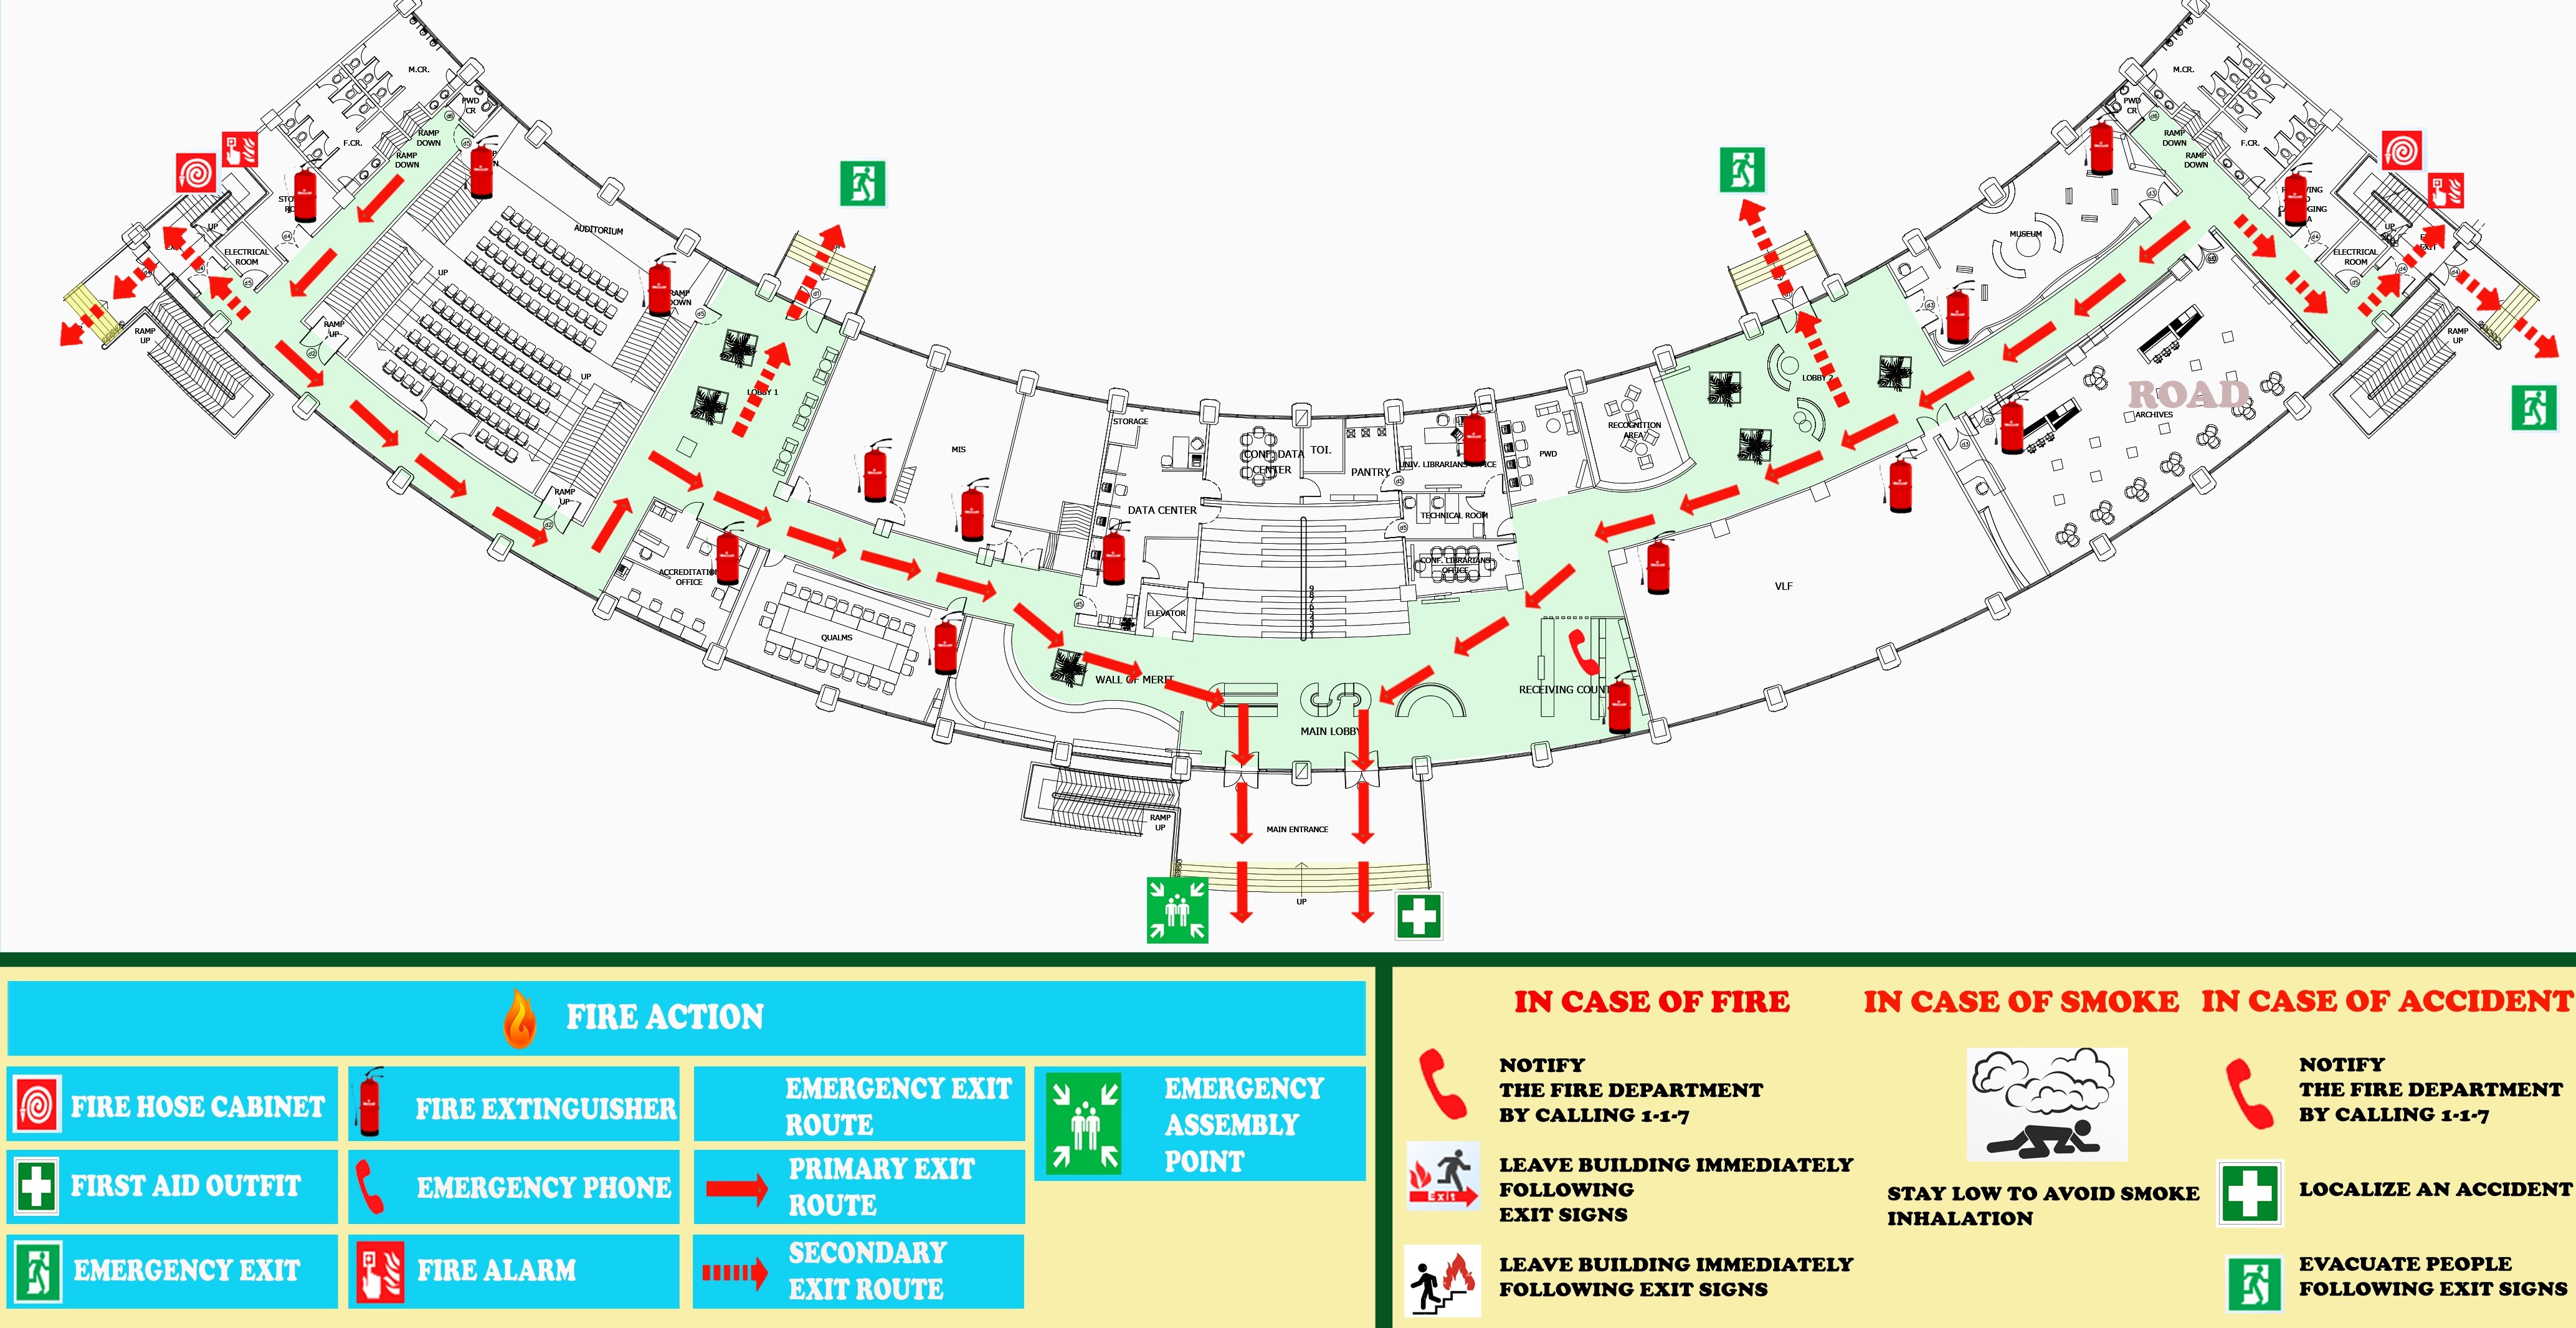 M.CR.
PWD
CR
RAMP
DOWN
F.CR.
RAMP
DOWN
UP
ELECTRICAL
ROOM
RAMP
UP
AUDITORIUM
UP
RAMP
UP
UP
RAMP
DOWN
RAMP
UP
LOBBY 1
ACCREDITATION
OFFICE
QUALMS
MIS
STORAGE
DATA CENTER
CONF. DATA
CENTER
TOI.
PANTRY
UNIV. LIBRARIANS OFFICE
TECHNICAL ROOM
CONF. LIBRARIANS
OFFICE
ELEVATOR
PWD
RECOGNITION
AREA
LOBBY 2
WALL OF MERIT
MAIN LOBBY
RECEIVING COUNT
VLF
MUSEUM
ROAD
ARCHIVES
M.CR.
PWD
CR
RAMP
DOWN
F.CR.
RAMP
DOWN
UP
ELECTRICAL
ROOM
RAMP
UP
RAMP
UP
MAIN ENTRANCE
UP
FIRE ACTION
FIRE HOSE CABINET
FIRE EXTINGUISHER
EMERGENCY EXIT
ROUTE
EMERGENCY
ASSEMBLY
POINT
FIRST AID OUTFIT
EMERGENCY PHONE
PRIMARY EXIT
ROUTE
EMERGENCY EXIT
FIRE ALARM
SECONDARY
EXIT ROUTE
IN CASE OF FIRE
NOTIFY
THE FIRE DEPARTMENT
BY CALLING 1-1-7
Exit
LEAVE BUILDING IMMEDIATELY
FOLLOWING
EXIT SIGNS
LEAVE BUILDING IMMEDIATELY
FOLLOWING EXIT SIGNS
IN CASE OF SMOKE
STAY LOW TO AVOID SMOKE
INHALATION
IN CASE OF ACCIDENT
NOTIFY
THE FIRE DEPARTMENT
BY CALLING 1-1-7
LOCALIZE AN ACCIDENT
EVACUATE PEOPLE
FOLLOWING EXIT SIGNS